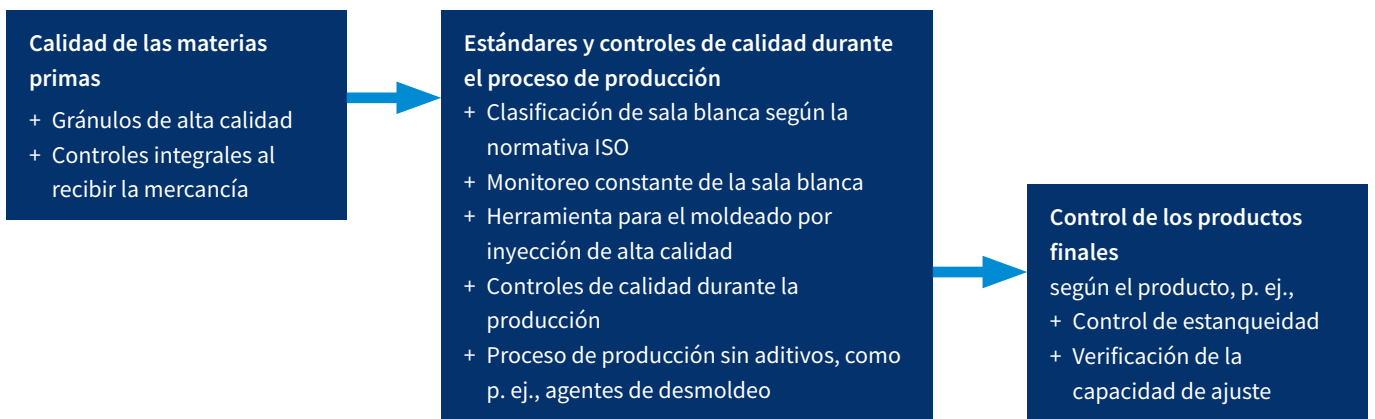 Calidad de las materias
primas
+ Gránulos de alta calidad
+ Controles integrales al
recibir la mercancía
Estándares y controles de calidad durante
el proceso de producción
+ Clasificación de sala blanca según la
normativa ISO
+ Monitoreo constante de la sala blanca
+ Herramienta para el moldeado por
inyección de alta calidad
+ Controles de calidad durante la
producción
+ Proceso de producción sin aditivos, como
p. ej., agentes de desmoldeo
Control de los productos
finales
según el producto, p. ej.,
+ Control de estanqueidad
+ Verificación de la
capacidad de ajuste